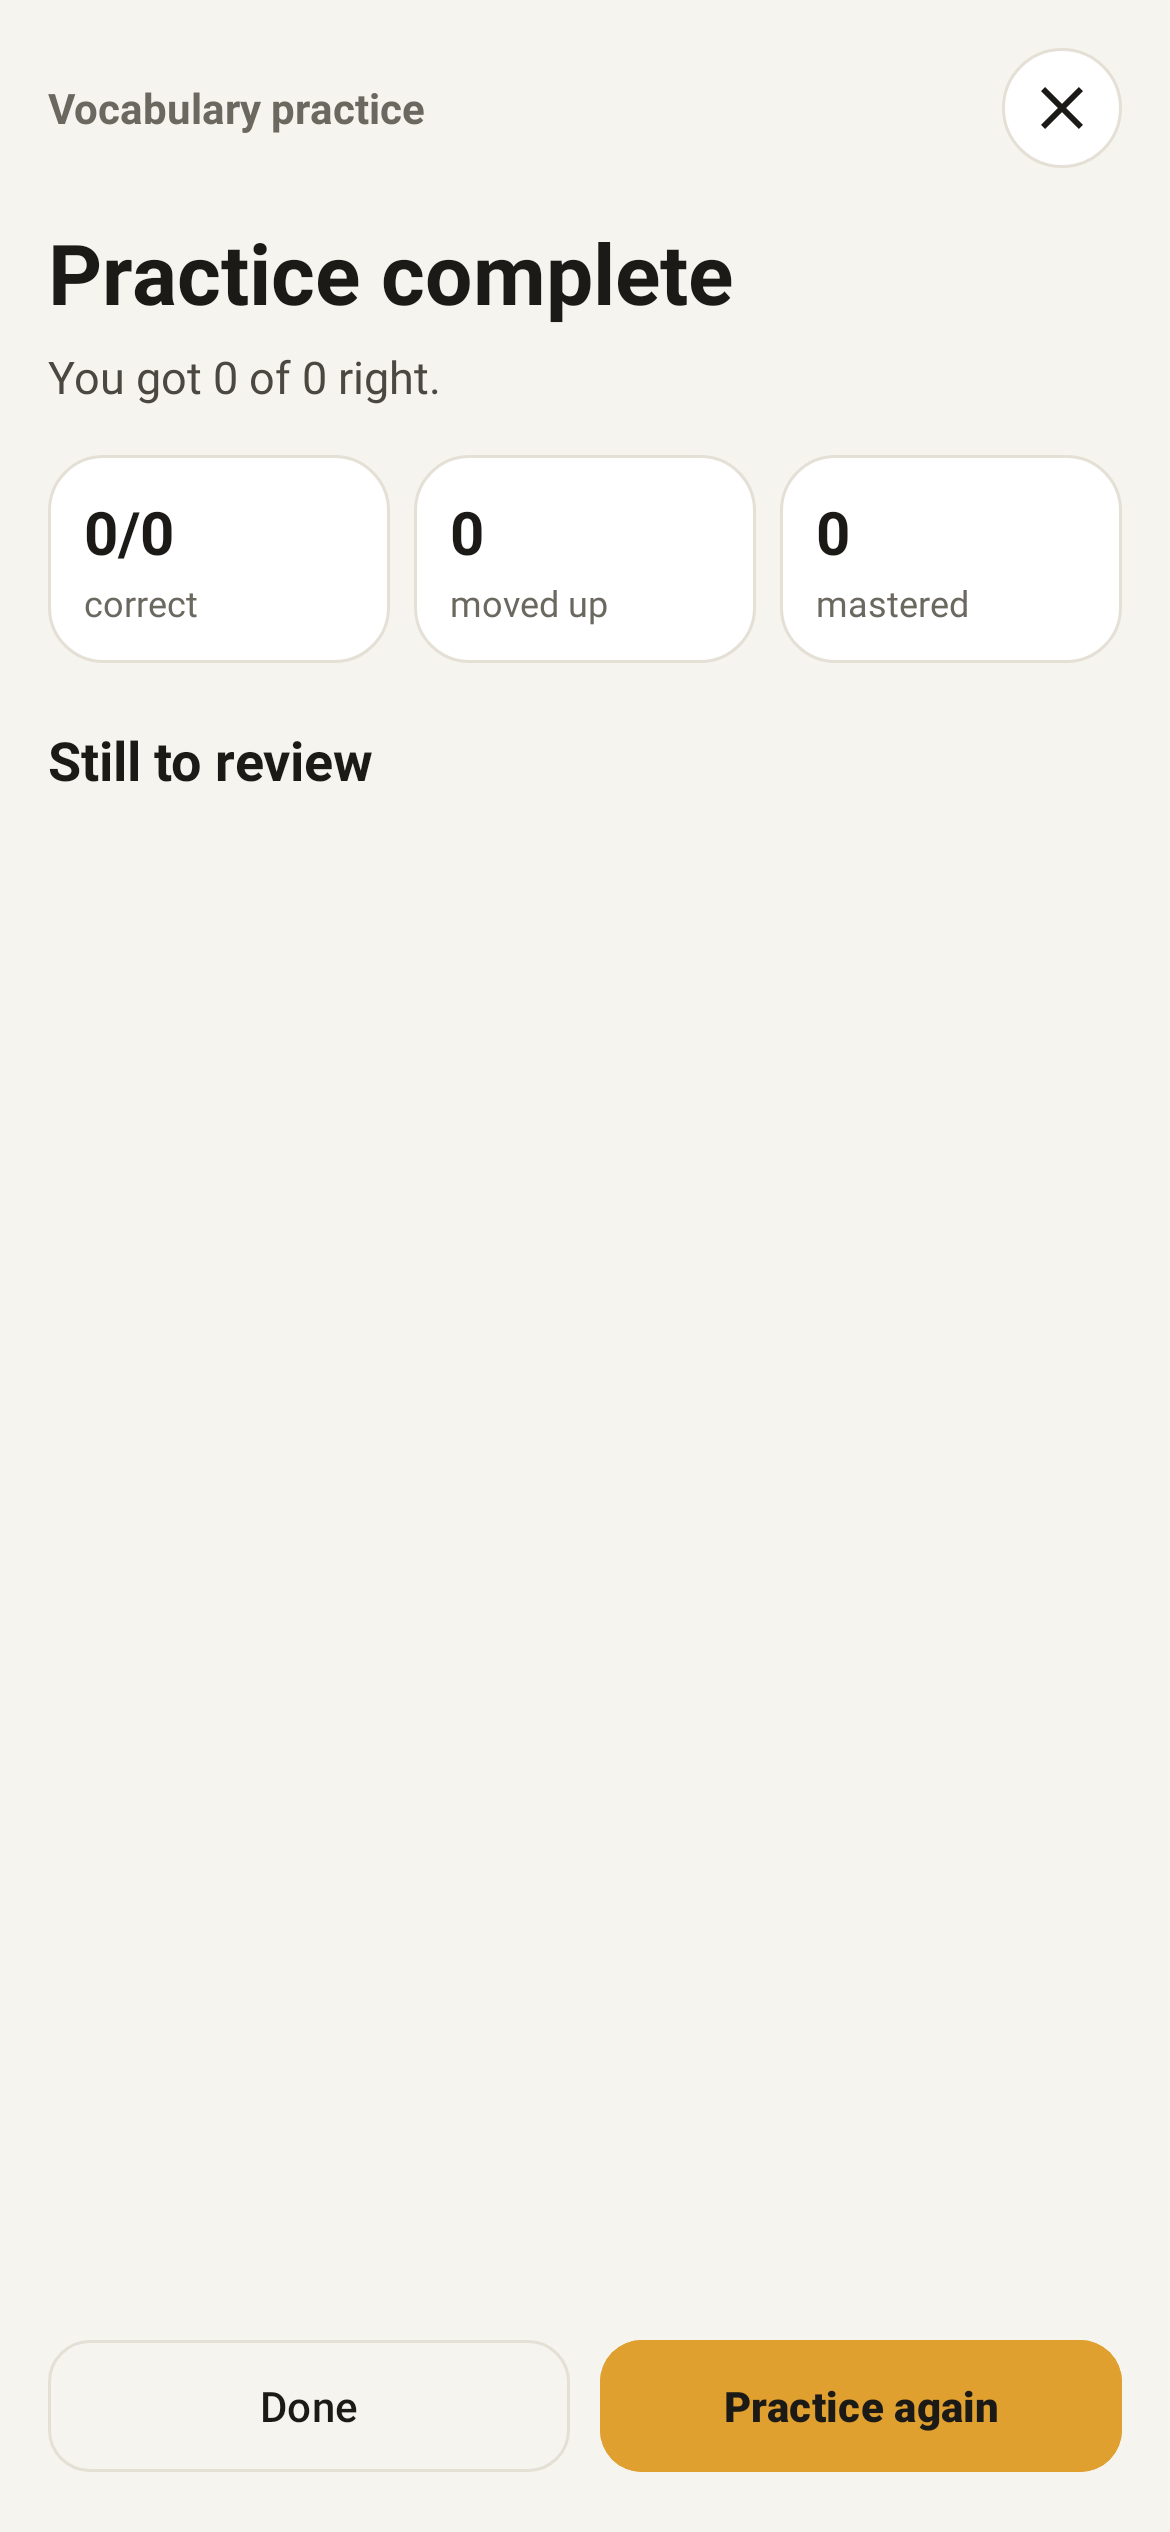 Vocabulary practice
Practice complete
You got 0 of 0 right.
0/0
correct
0
moved up
0
mastered
Still to review
Done
Practice again